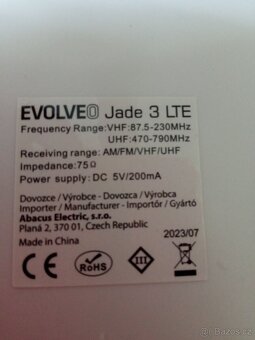 EVOLVEO Jade 3 LTE
Frequency Range: VHF: 87.5-230MHz
UHF: 470-790MHz
Receiving range: AM/FM/VHF/UHF
Impedance: 75Ω
Power supply: DC 5V/200mA
Dovozce / Výrobce - Dovozca / Výrobca
Importer / Manufacturer - Importőr / Gyártó
Abacus Electric, s.r.o.
Planá 2, 370 01, Czech Republic
Made in China
2023/07
CE
RoHS
III
Bazoš.cz